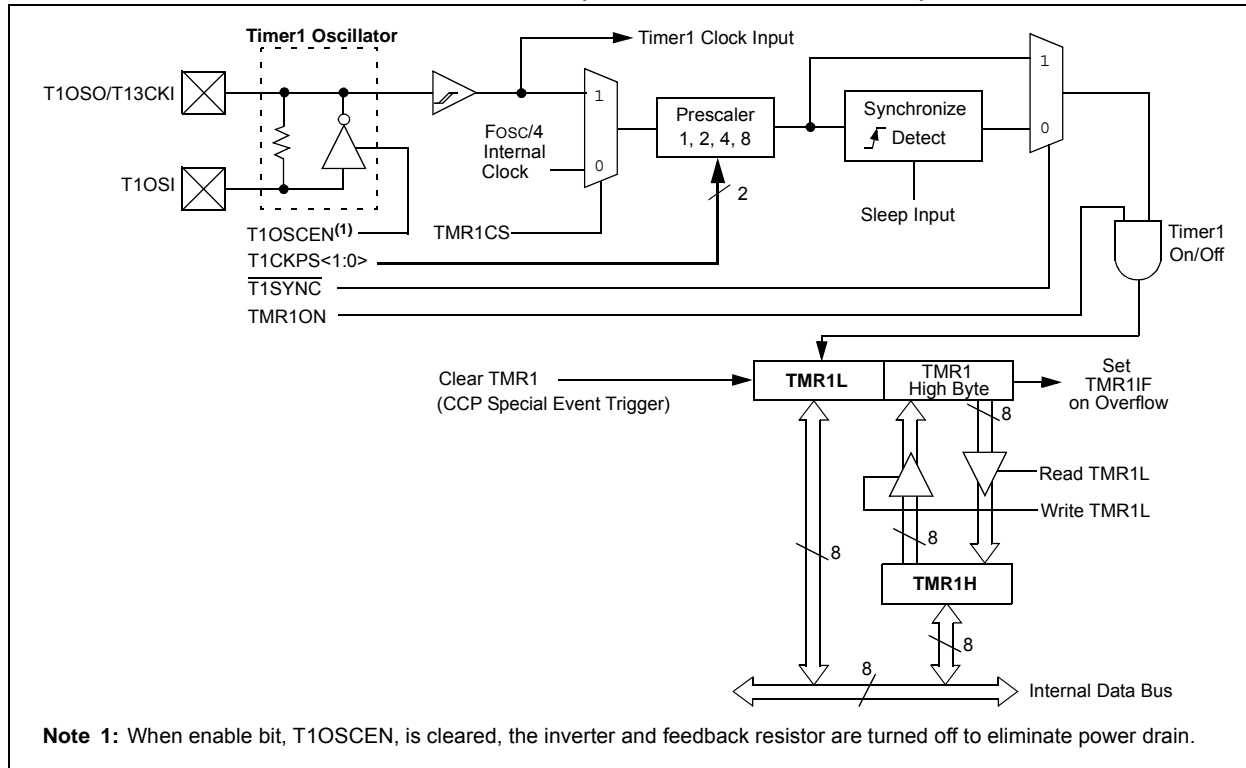 Timer1 Oscillator
Timer1 Clock Input
T1OSO/T13CKI
T1OSI
1
0
FOSC/4
Internal
Clock
Prescaler
1, 2, 4, 8
2
Synchronize
Detect
Sleep Input
1
0
Timer1
On/Off
T1OSCEN(1)
TMR1CS
T1CKPS<1:0>
T1SYNC
TMR1ON
Clear TMR1
(CCP Special Event Trigger)
TMR1L
TMR1
High Byte
Set
TMR1IF
on Overflow
8
Read TMR1L
Write TMR1L
8
8
TMR1H
8
8
Internal Data Bus
Note 1: When enable bit, T1OSCEN, is cleared, the inverter and feedback resistor are turned off to eliminate power drain.